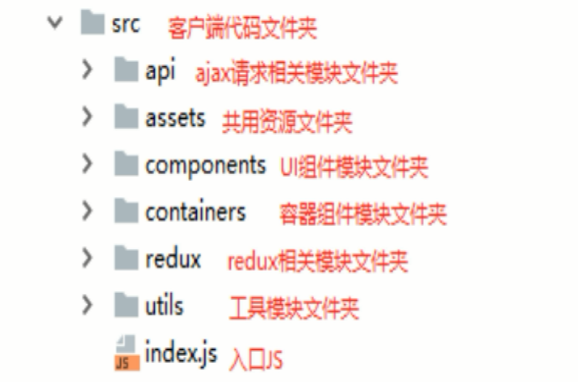 src 客户端代码文件夹
api ajax请求相关模块文件夹
assets 共用资源文件夹
components UI组件模块文件夹
containers 容器组件模块文件夹
redux redux相关模块文件夹
utils 工具模块文件夹
JS index.js 入口JS